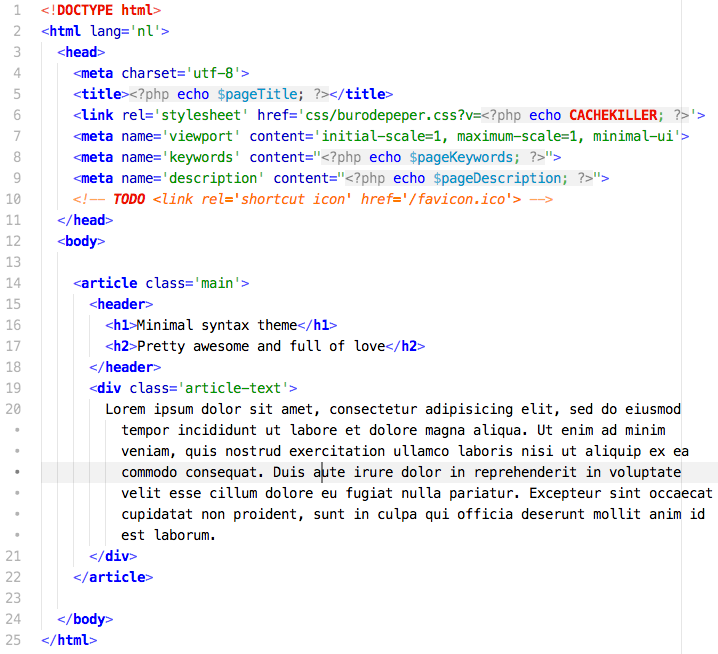 1 <!DOCTYPE html>
2 <html lang='nl'>
3 <head>
4 <meta charset='utf-8'>
5 <title><?php echo $pageTitle; ?></title>
6 <link rel='stylesheet' href='css/burodepeper.css?v=<?php echo CACHEKILLER; ?>'>
7 <meta name='viewport' content='initial-scale=1, maximum-scale=1, minimal-ui'>
8 <meta name='keywords' content="<?php echo $pageKeywords; ?>">
9 <meta name='description' content="<?php echo $pageDescription; ?>">
10 <!-- TODO <link rel='shortcut icon' href='/favicon.ico'> -->
11 </head>
12 <body>
13
14 <article class='main'>
15 <header>
16 <h1>Minimal syntax theme</h1>
17 <h2>Pretty awesome and full of love</h2>
18 </header>
19 <div class='article-text'>
20 Lorem ipsum dolor sit amet, consectetur adipisicing elit, sed do eiusmod
• tempor incididunt ut labore et dolore magna aliqua. Ut enim ad minim
• veniam, quis nostrud exercitation ullamco laboris nisi ut aliquip ex ea
• commodo consequat. Duis aute irure dolor in reprehenderit in voluptate
• velit esse cillum dolore eu fugiat nulla pariatur. Excepteur sint occaecat
• cupidatat non proident, sunt in culpa qui officia deserunt mollit anim id
• est laborum.
21 </div>
22 </article>
23
24 </body>
25 </html>